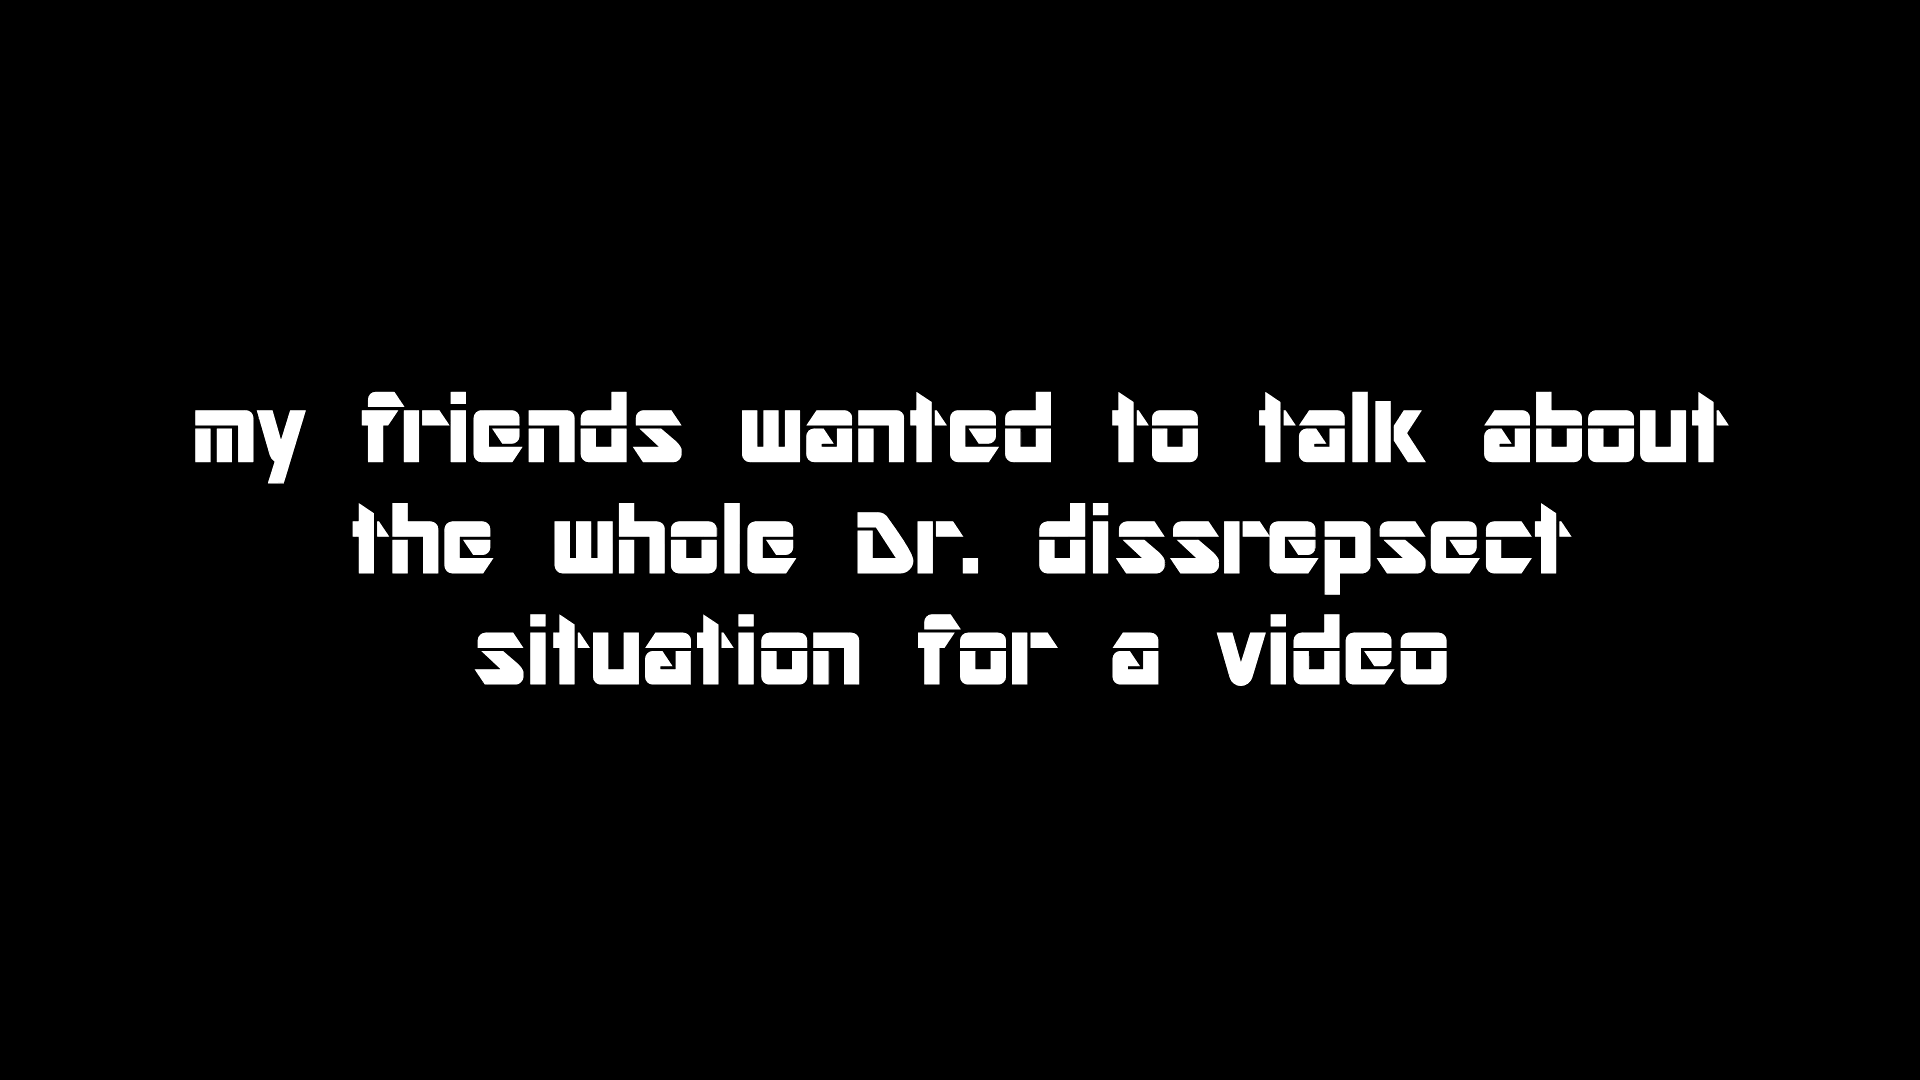 my friends wanted to talk about
the whole Dr. dissrepsect
situation for a video